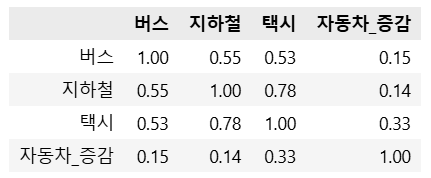 버스 지하철 택시 자동차_증감
버스 1.00 0.55 0.53 0.15
지하철 0.55 1.00 0.78 0.14
택시 0.53 0.78 1.00 0.33
자동차_증감 0.15 0.14 0.33 1.00